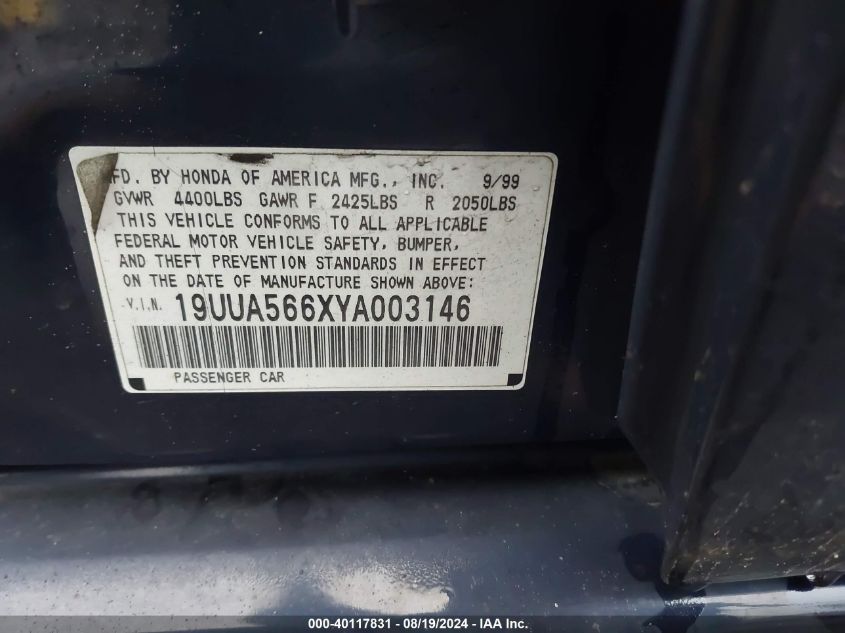 MFD. BY HONDA OF AMERICA MFG., INC. 9/99
GVWR 4400LBS GAWR F 2425LBS R 2050LBS
THIS VEHICLE CONFORMS TO ALL APPLICABLE
FEDERAL MOTOR VEHICLE SAFETY, BUMPER,
AND THEFT PREVENTION STANDARDS IN EFFECT
ON THE DATE OF MANUFACTURE SHOWN ABOVE:
V.I.N. 19UUA566XYA003146
PASSENGER CAR
000-40117831 - 08/19/2024 - IAA Inc.